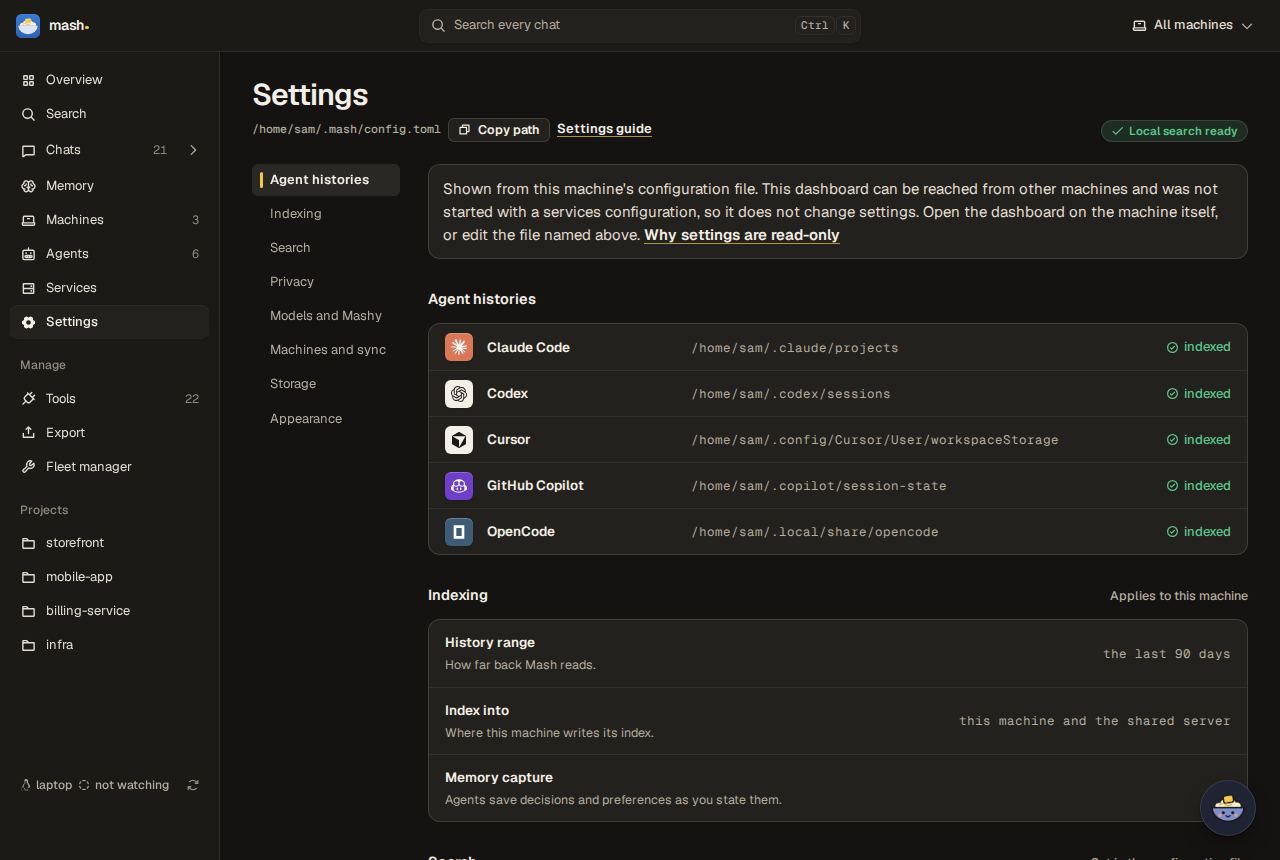 mash
Search every chat
Ctrl K
All machines
Overview
Search
Chats 21
Memory
Machines 3
Agents 6
Services
Settings
Manage
Tools 22
Export
Fleet manager
Projects
storefront
mobile-app
billing-service
infra
laptop not watching
Settings
/home/sam/.mash/config.toml Copy path Settings guide
Local search ready
Agent histories
Indexing
Search
Privacy
Models and Mashy
Machines and sync
Storage
Appearance
Shown from this machine's configuration file. This dashboard can be reached from other machines and was not
started with a services configuration, so it does not change settings. Open the dashboard on the machine itself,
or edit the file named above. Why settings are read-only
Agent histories
Claude Code /home/sam/.claude/projects indexed
Codex /home/sam/.codex/sessions indexed
Cursor /home/sam/.config/Cursor/User/workspaceStorage indexed
GitHub Copilot /home/sam/.copilot/session-state indexed
OpenCode /home/sam/.local/share/opencode indexed
Indexing Applies to this machine
History range
How far back Mash reads.
the last 90 days
Index into
Where this machine writes its index.
this machine and the shared server
Memory capture
Agents save decisions and preferences as you state them.